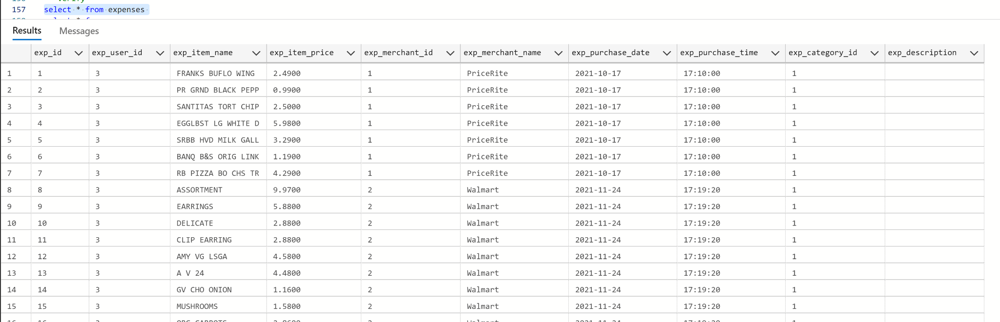 verify
157 select * from expenses
Results Messages
exp_id exp_user_id exp_item_name exp_item_price exp_merchant_id exp_merchant_name exp_purchase_date exp_purchase_time exp_category_id exp_description
1 1 3 FRANKS BUFLO WING 2.4900 1 PriceRite 2021-10-17 17:10:00 1
2 2 3 PR GRND BLACK PEPP 0.9900 1 PriceRite 2021-10-17 17:10:00 1
3 3 3 SANTITAS TORT CHIP 2.5000 1 PriceRite 2021-10-17 17:10:00 1
4 4 3 EGGLBST LG WHITE D 5.9800 1 PriceRite 2021-10-17 17:10:00 1
5 5 3 SRBB HVD MILK GALL 3.2900 1 PriceRite 2021-10-17 17:10:00 1
6 6 3 BANQ B&S ORIG LINK 1.1900 1 PriceRite 2021-10-17 17:10:00 1
7 7 3 RB PIZZA BO CHS TR 4.2900 1 PriceRite 2021-10-17 17:10:00 1
8 8 3 ASSORTMENT 9.9700 2 Walmart 2021-11-24 17:19:20 1
9 9 3 EARRINGS 5.8800 2 Walmart 2021-11-24 17:19:20 1
10 10 3 DELICATE 2.8800 2 Walmart 2021-11-24 17:19:20 1
11 11 3 CLIP EARRING 2.8800 2 Walmart 2021-11-24 17:19:20 1
12 12 3 AMY VG LSGA 4.5800 2 Walmart 2021-11-24 17:19:20 1
13 13 3 A V 24 4.4800 2 Walmart 2021-11-24 17:19:20 1
14 14 3 GV CHO ONION 1.1600 2 Walmart 2021-11-24 17:19:20 1
15 15 3 MUSHROOMS 1.5800 2 Walmart 2021-11-24 17:19:20 1